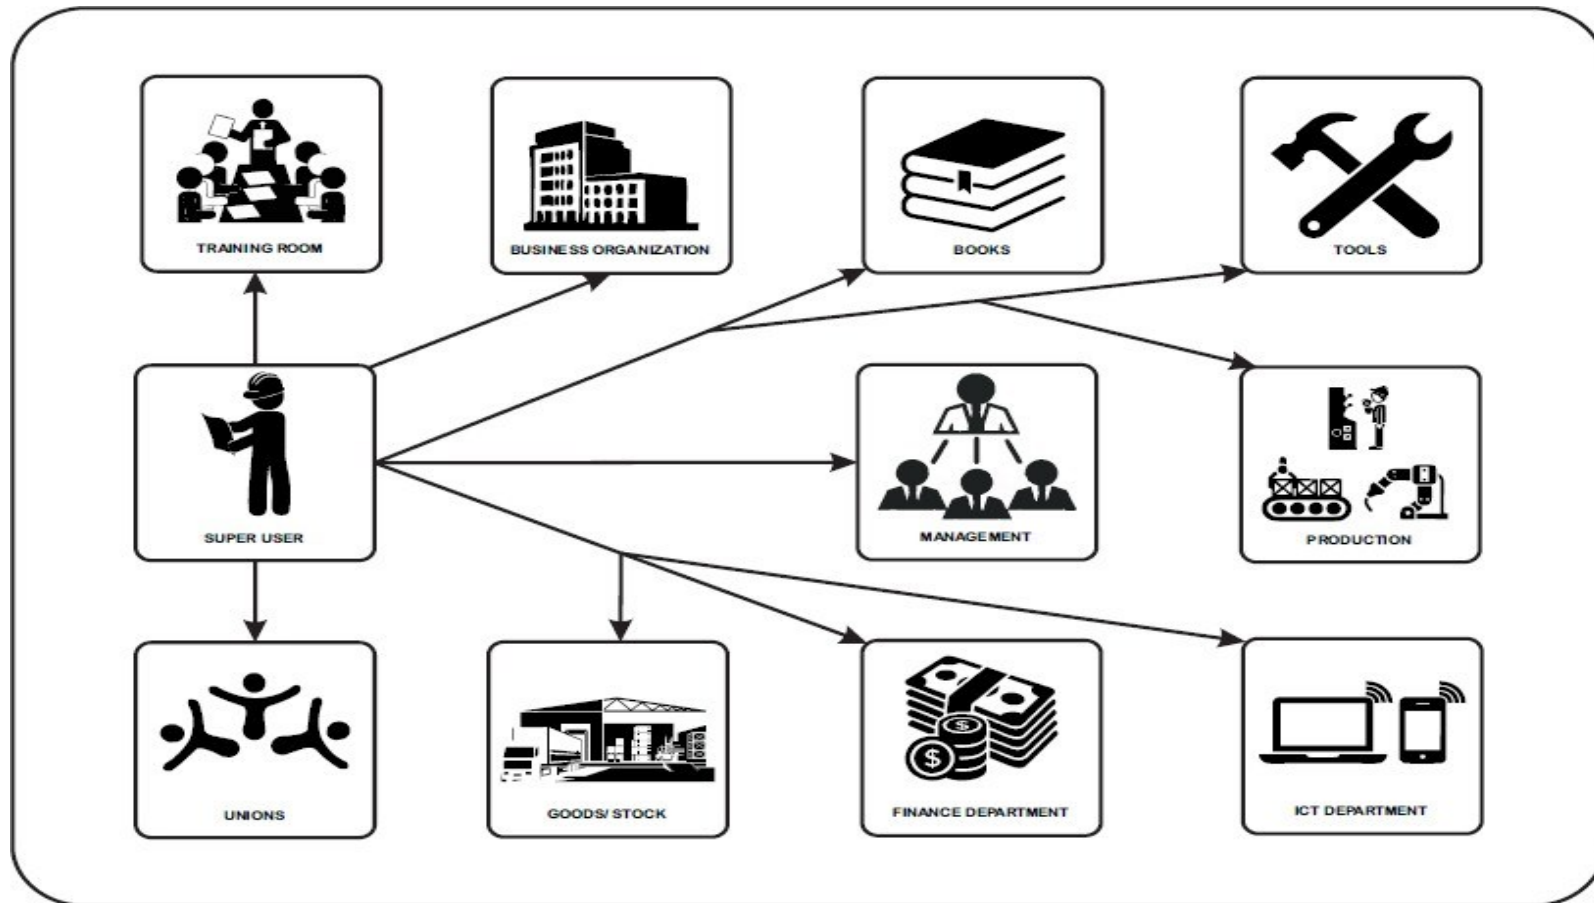 TRAINING ROOM
BUSINESS ORGANIZATION
BOOKS
TOOLS
SUPER USER
MANAGEMENT
PRODUCTION
UNIONS
GOODS/ STOCK
FINANCE DEPARTMENT
ICT DEPARTMENT